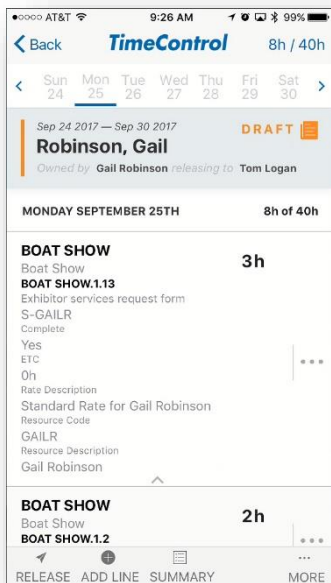 AT&T 9:26 AM 99%
Back TimeControl 8h / 40h
Sun Mon Tue Wed Thu Fri Sat
24 25 26 27 28 29 30
Sep 24 2017 — Sep 30 2017 DRAFT
Robinson, Gail
Owned by Gail Robinson releasing to Tom Logan
MONDAY SEPTEMBER 25TH 8h of 40h
BOAT SHOW 3h
Boat Show
BOAT SHOW.1.13
Exhibitor services request form
S-GAILR
Complete
Yes
ETC
0h
Rate Description
Standard Rate for Gail Robinson
Resource Code
GAILR
Resource Description
Gail Robinson
BOAT SHOW 2h
Boat Show
BOAT SHOW.1.2
RELEASE ADD LINE SUMMARY MORE